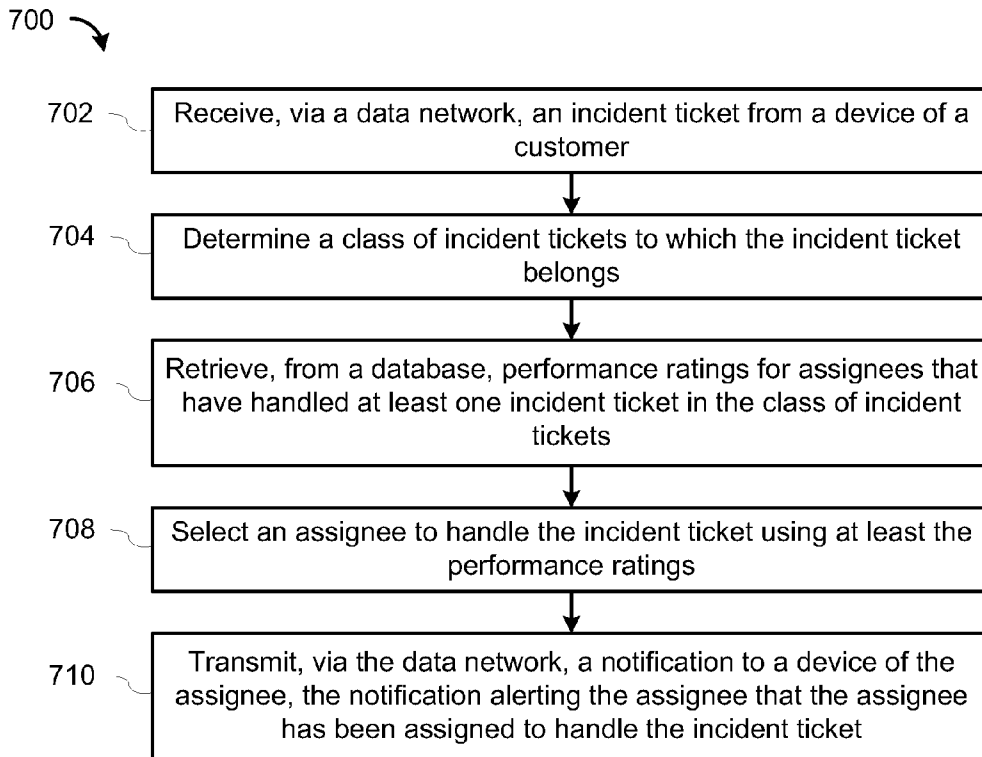 700
702
Receive, via a data network, an incident ticket from a device of a
customer
704
Determine a class of incident tickets to which the incident ticket
belongs
706
Retrieve, from a database, performance ratings for assignees that
have handled at least one incident ticket in the class of incident
tickets
708
Select an assignee to handle the incident ticket using at least the
performance ratings
710
Transmit, via the data network, a notification to a device of the
assignee, the notification alerting the assignee that the assignee
has been assigned to handle the incident ticket